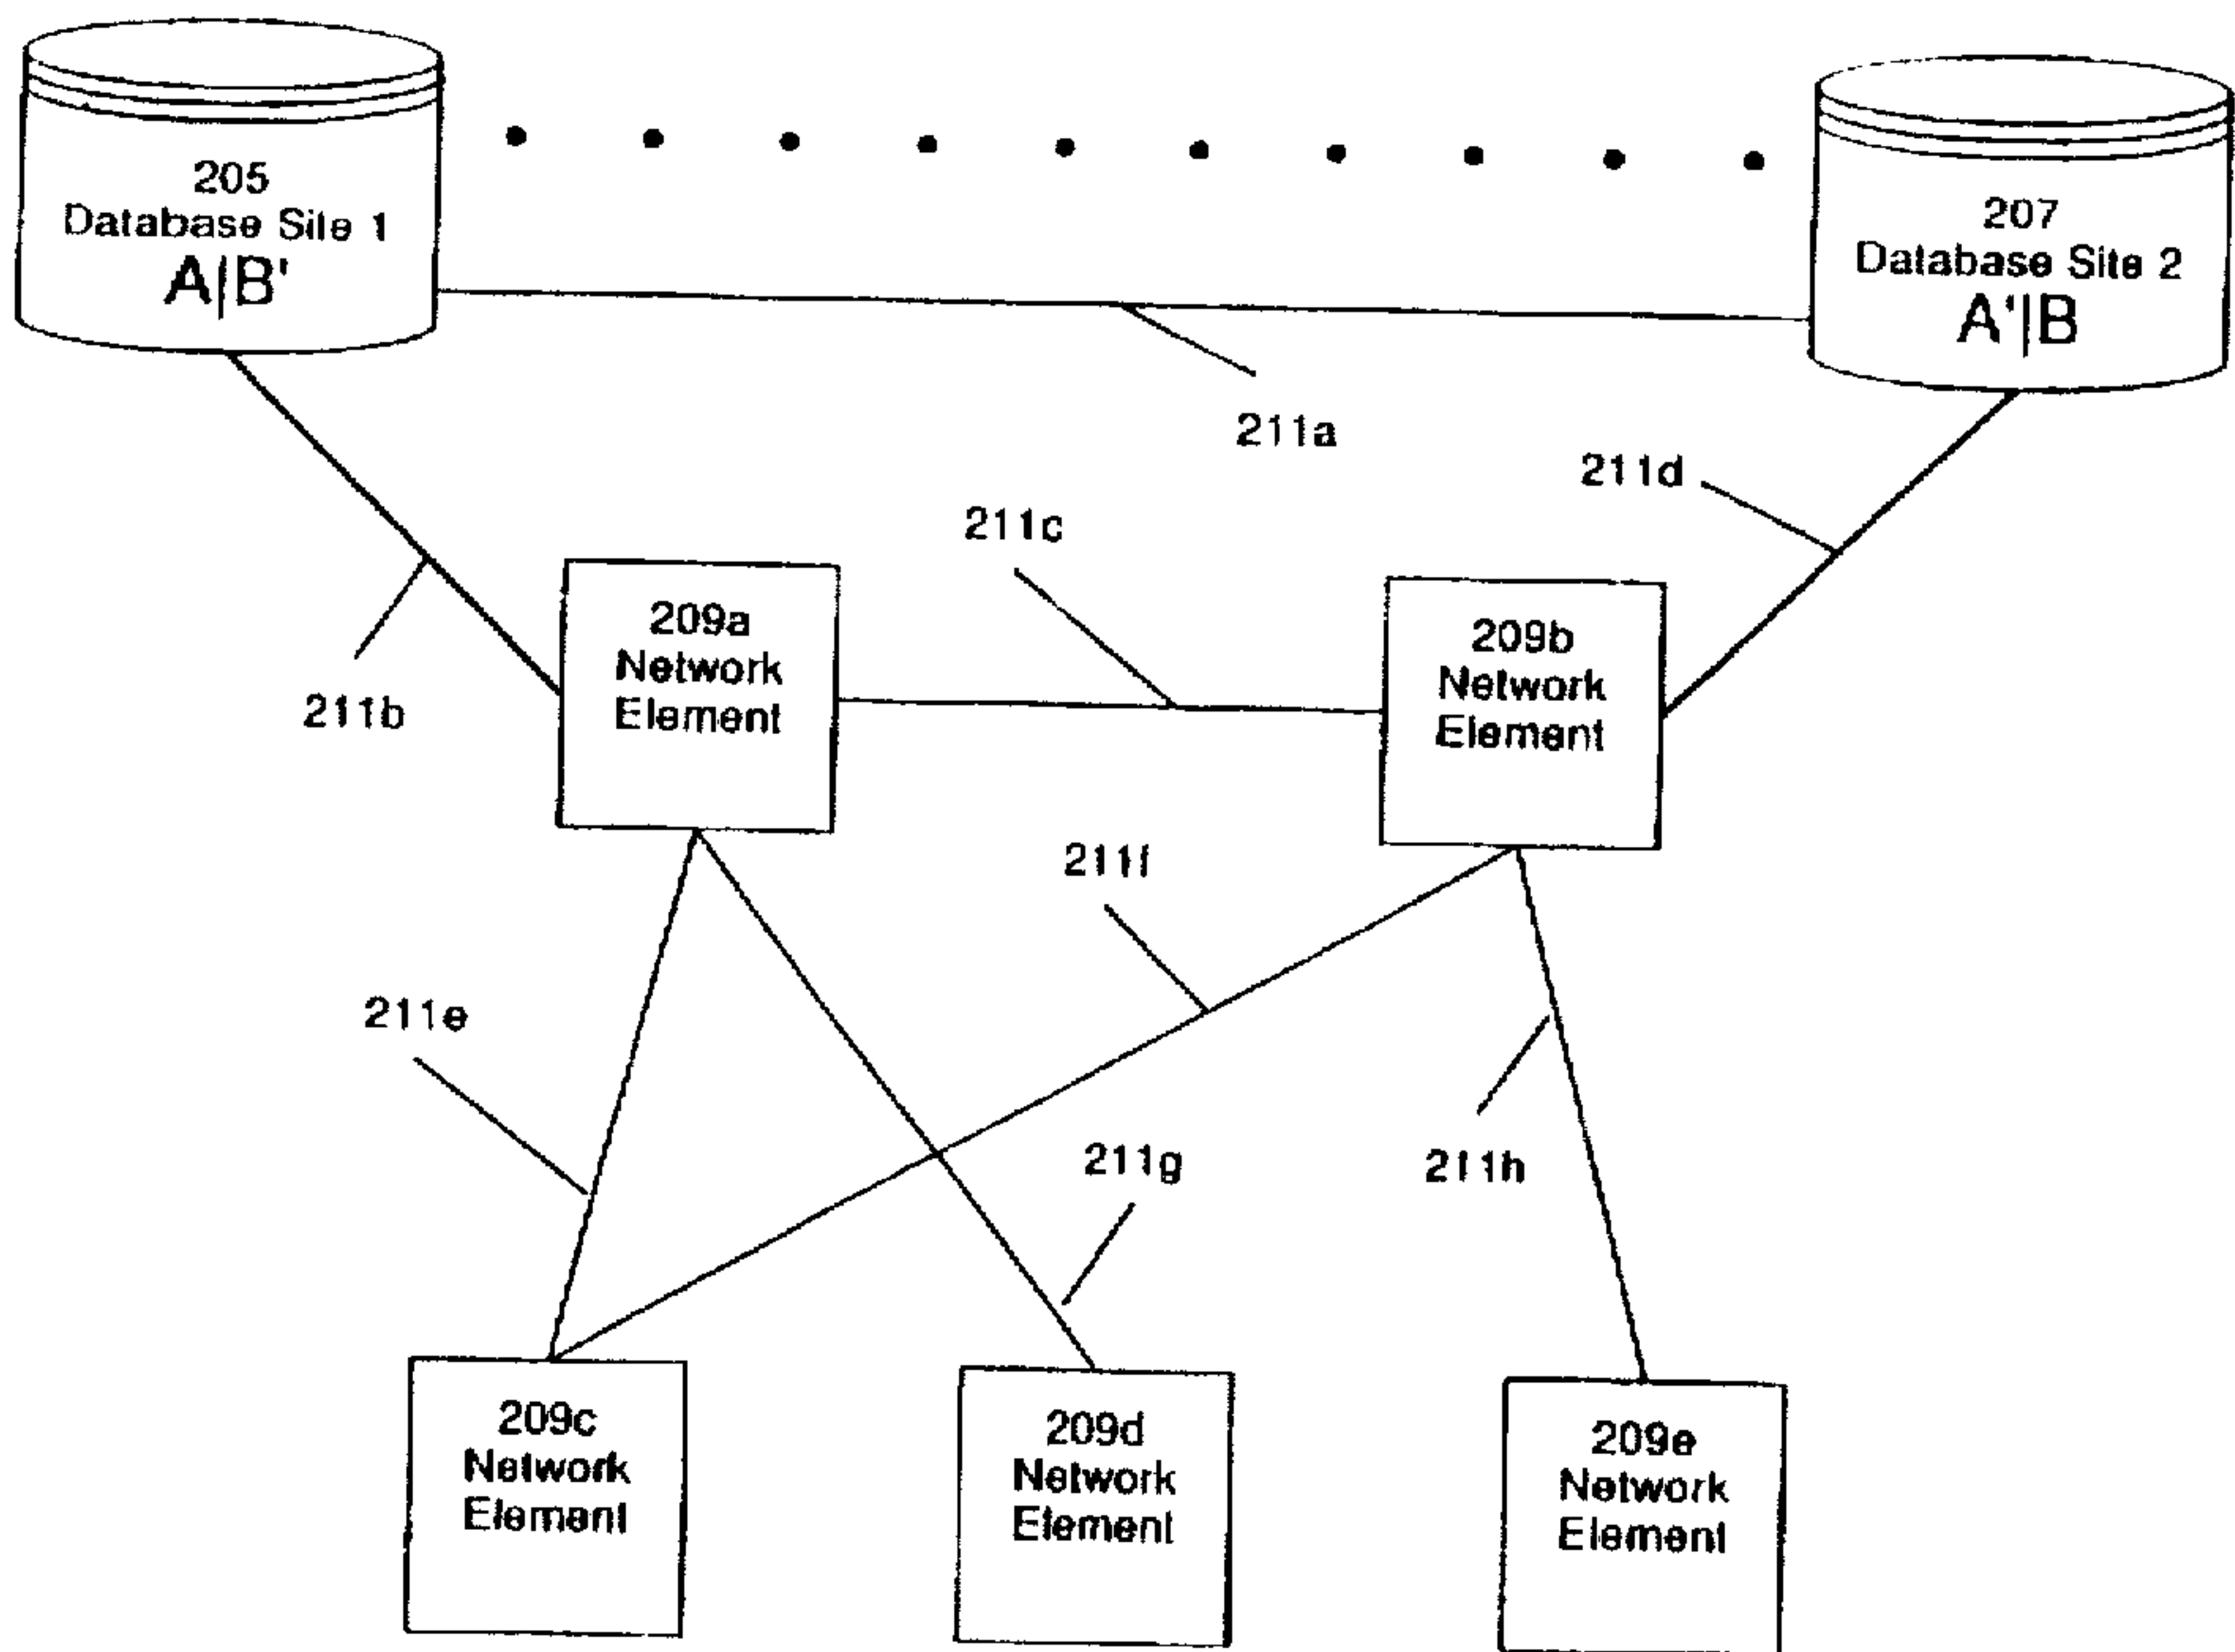 205
Database Site 1
A|B'
207
Database Site 2
A'|B
211a
211d
211c
211b
209a
Network
Element
209b
Network
Element
211f
211e
211g
211h
209c
Network
Element
209d
Network
Element
209e
Network
Element